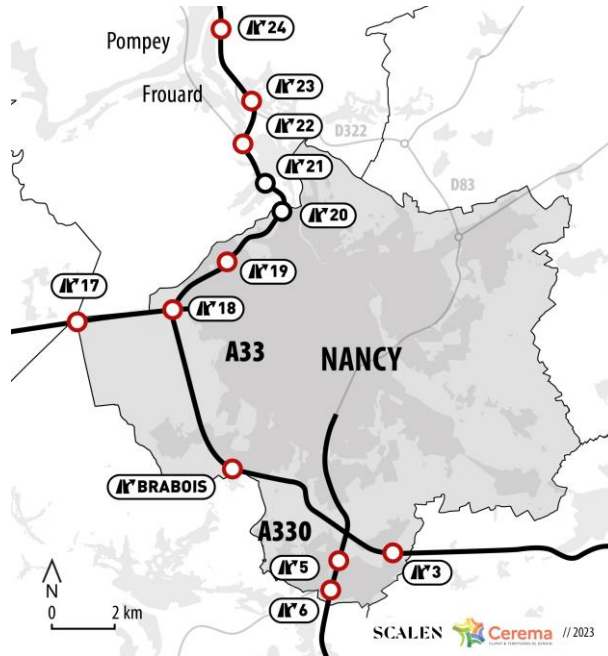 24
Pompey
23
Frouard
22
D322
21
D83
20
19
17
18
A33
NANCY
BRABOIS
A330
5
3
N
6
0 2 km
SCALEN Cerema // 2023